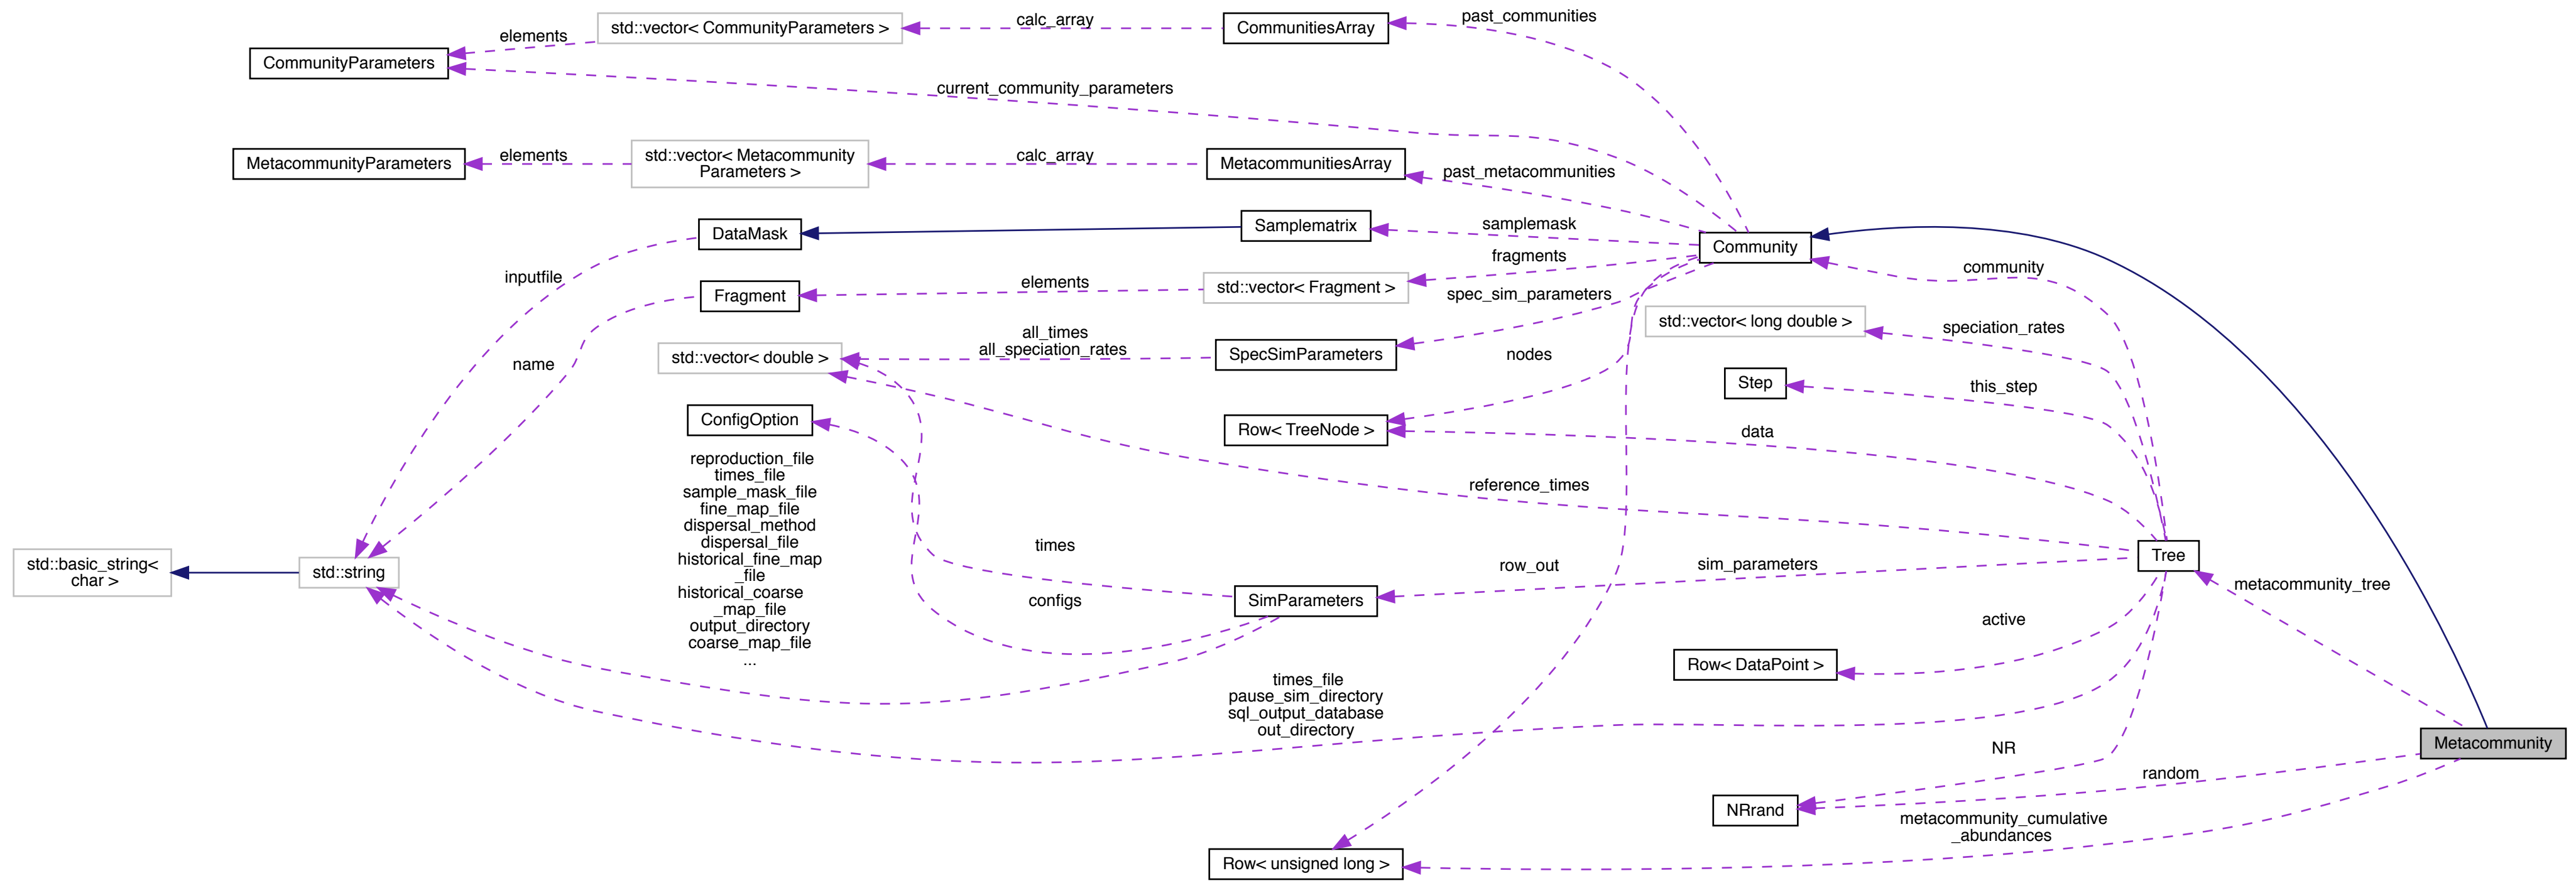 past_communities
calc_array
std::vector< CommunityParameters >
CommunitiesArray
elements
CommunityParameters
current_community_parameters
std::vector< Metacommunity
Parameters >
calc_array
elements
MetacommunityParameters
MetacommunitiesArray
past_metacommunities
DataMask
Samplematrix
samplemask
Community
inputfile
fragments
community
Fragment
elements
std::vector< Fragment >
spec_sim_parameters
std::vector< long double >
speciation_rates
all_times
all_speciation_rates
std::vector< double >
SpecSimParameters
nodes
name
Step
this_step
ConfigOption
Row< TreeNode >
data
reproduction_file
times_file
sample_mask_file
fine_map_file
dispersal_method
dispersal_file
historical_fine_map
_file
historical_coarse
_map_file
output_directory
coarse_map_file
...
reference_times
times
configs
row_out
sim_parameters
Tree
std::basic_string<
char >
std::string
SimParameters
metacommunity_tree
active
Row< DataPoint >
times_file
pause_sim_directory
sql_output_database
out_directory
NR
Metacommunity
random
NRrand
metacommunity_cumulative
_abundances
Row< unsigned long >